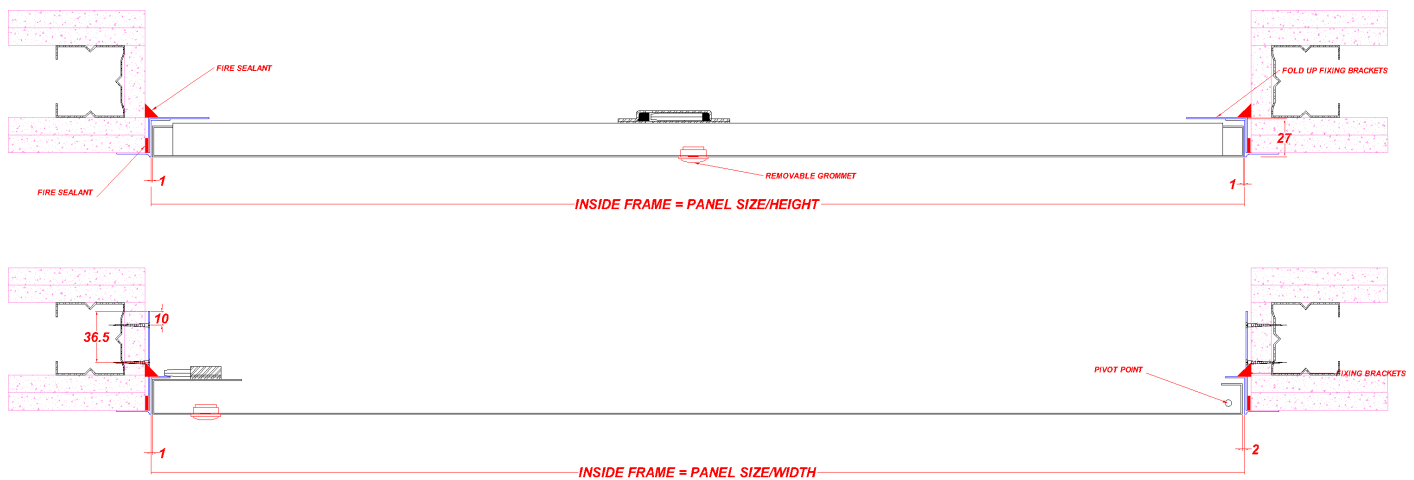 FIRE SEALANT
FOLD UP FIXING BRACKETS
27
REMOVABLE GROMMET
FIRE SEALANT
1
1
INSIDE FRAME = PANEL SIZE/HEIGHT
10
36.5
PIVOT POINT
FIXING BRACKETS
1
2
INSIDE FRAME = PANEL SIZE/WIDTH